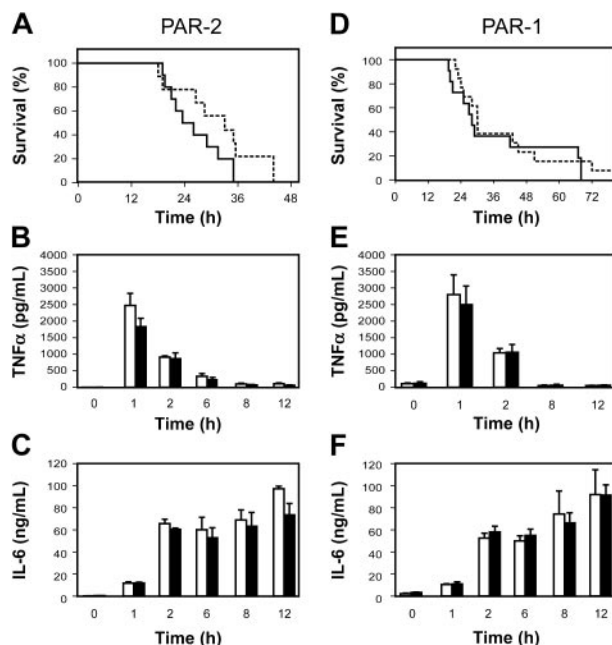 A PAR-2
Survival (%)
100
80
60
40
20
0
0 12 24 36 48
Time (h)
D PAR-1
Survival (%)
100
80
60
40
20
0
0 12 24 36 48 60 72
Time (h)
B
TNFα (pg/mL)
4000
3500
3000
2500
2000
1500
1000
500
0
0 1 2 6 8 12
Time (h)
E
TNFα (pg/mL)
4000
3500
3000
2500
2000
1500
1000
500
0
0 1 2 8 12
Time (h)
C
IL-6 (ng/mL)
120
100
80
60
40
20
0
0 1 2 6 8 12
Time (h)
F
IL-6 (ng/mL)
120
100
80
60
40
20
0
0 1 2 6 8 12
Time (h)